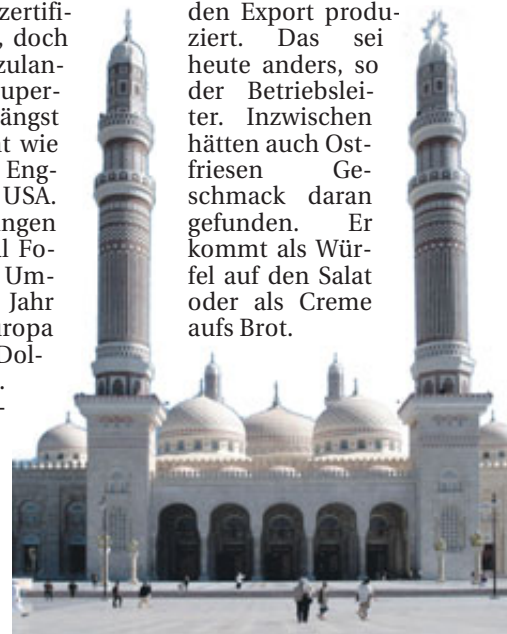 zertifi-
, doch
zulan-
uper-
ängst
t wie
Eng-
USA.
ngen
l Fo-
Um-
Jahr
ropa
Dol-
.
-
den Export produ-
ziert. Das sei
heute anders, so
der Betriebslei-
ter. Inzwischen
hätten auch Ost-
friesen Ge-
schmack daran
gefunden. Er
kommt als Wür-
fel auf den Salat
oder als Creme
aufs Brot.